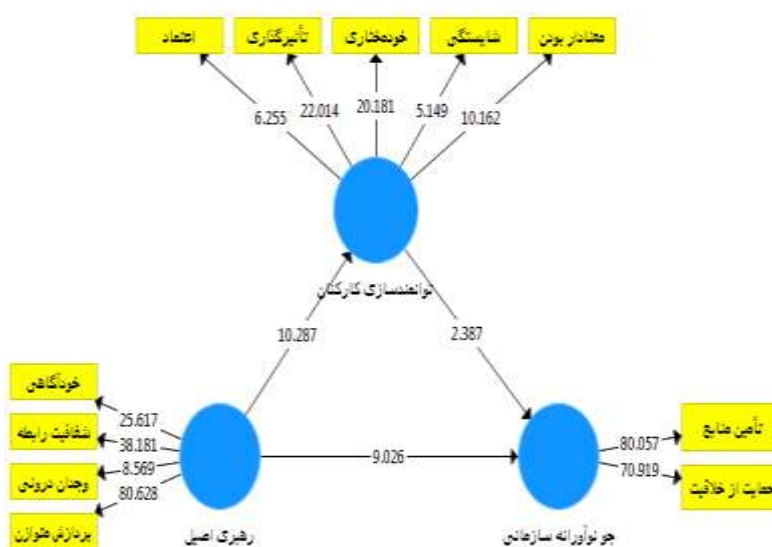 اعتماد
تأثیرگذاری
خودمختاری
شایستگی
معنادار بودن
6.255
22.014
20.181
5.149
10.162
توانمندسازی کارکنان
10.287
2.387
خودآگاهی
شفافیت رابطه
وجدان درونی
پردازش متوازن
25.617
38.181
8.569
80.628
9.026
80.057
70.919
تأمین منابع
حمایت از خلاقیت
رهبری اصیل
جو نوآورانه سازمانی